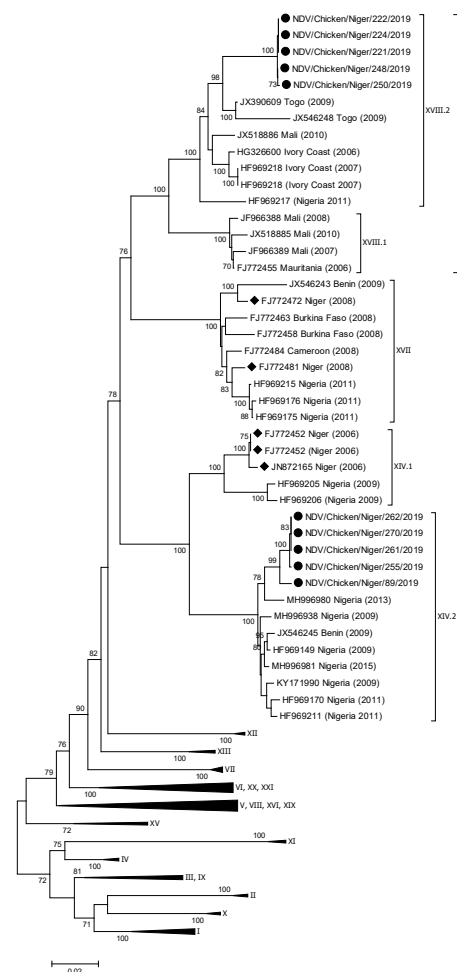 NDV/Chicken/Niger/222/2019
NDV/Chicken/Niger/224/2019
100
NDV/Chicken/Niger/221/2019
NDV/Chicken/Niger/248/2019
98
73
NDV/Chicken/Niger/250/2019
XVIII.2
JX390609 Togo (2009)
84
100
JX546248 Togo (2009)
JX518886 Mali (2010)
HG326600 Ivory Coast (2006)
100
HF969218 Ivory Coast (2007)
100
100
HF969218 (Ivory Coast 2007)
100
HF969217 (Nigeria 2011)
JF966388 Mali (2008)
100
JX518885 Mali (2010)
XVIII.1
JF966389 Mali (2007)
76
70
FJ772455 Mauritania (2006)
100
JX546243 Benin (2009)
FJ772472 Niger (2008)
100
FJ772463 Burkina Faso (2008)
FJ772458 Burkina Faso (2008)
XVII
FJ772484 Cameroon (2008)
82
FJ772481 Niger (2008)
83
HF969215 Nigeria (2011)
78
100
HF969176 Nigeria (2011)
88
HF969175 Nigeria (2011)
75
FJ772452 Niger (2006)
100
FJ772452 (Niger 2006)
XIV.1
100
JN872165 Niger (2006)
HF969205 Nigeria (2009)
100
HF969206 (Nigeria 2009)
NDV/Chicken/Niger/262/2019
83
NDV/Chicken/Niger/270/2019
100
100
NDV/Chicken/Niger/261/2019
99
NDV/Chicken/Niger/255/2019
78
NDV/Chicken/Niger/89/2019
MH996980 Nigeria (2013)
XIV.2
100
MH996938 Nigeria (2009)
JX546245 Benin (2009)
HF969149 Nigeria (2009)
82
MH996981 Nigeria (2015)
KY171990 Nigeria (2009)
HF969170 Nigeria (2011)
90
HF969211 (Nigeria 2011)
XII
100
76
XIII
100
VII
79
100
VI, XX, XXI
100
V, VIII, XVI, XIX
78
XV
72
XI
75
100
IV
100
72
81
III, IX
100
II
100
X
71
100
I
100
0.02